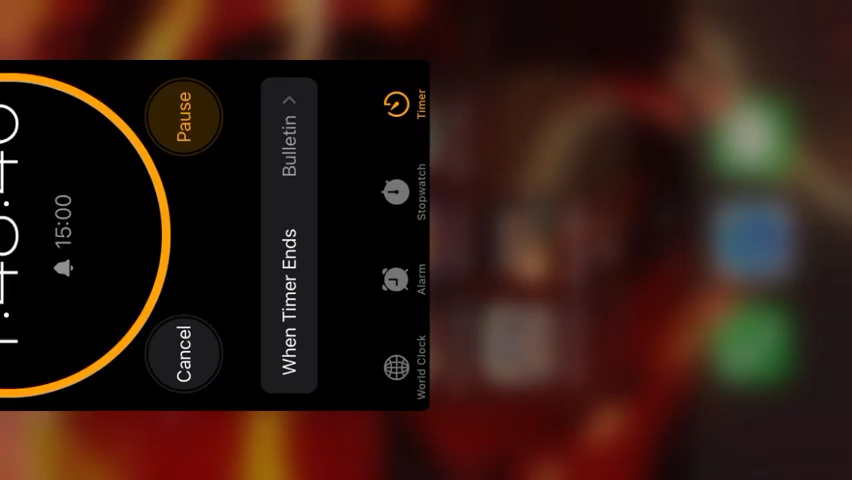 15:00
Cancel
Pause
When Timer Ends
Bulletin
World Clock
Alarm
Stopwatch
Timer